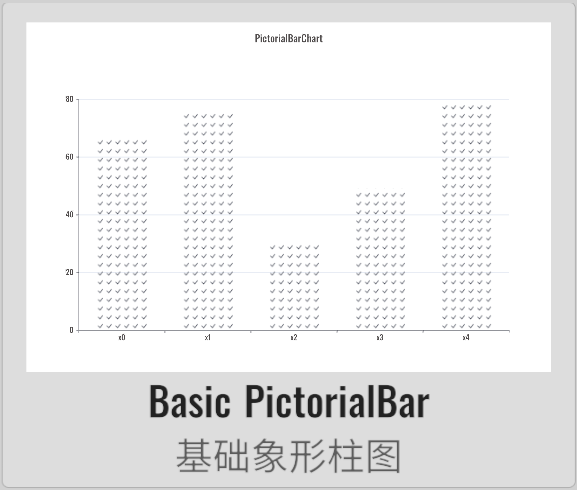 PictorialBarChart
80
60
40
20
0
x0 x1 x2 x3 x4
Basic PictorialBar
基础象形柱图